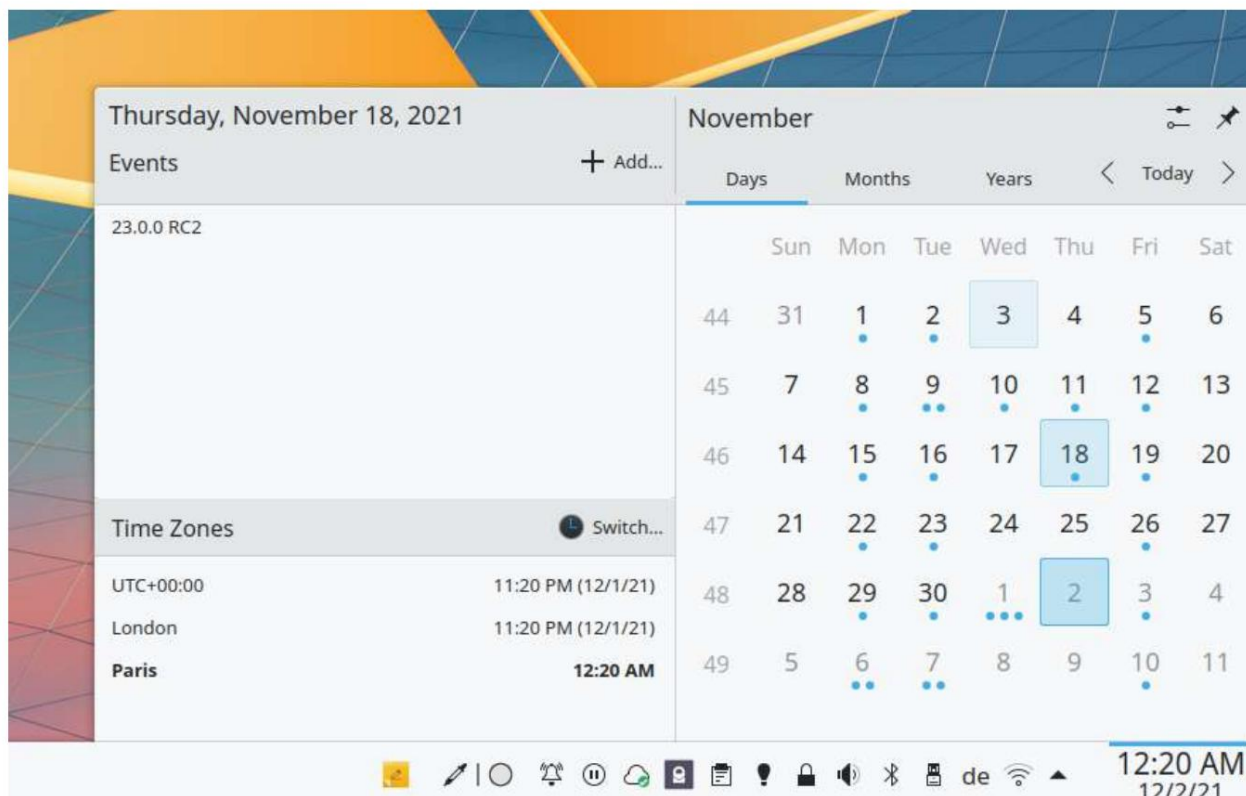 Thursday, November 18, 2021
Events
Add...
23.0.0 RC2
Time Zones
Switch...
UTC+00:00 11:20 PM (12/1/21)
London 11:20 PM (12/1/21)
Paris 12:20 AM
November
Days Months Years Today
Sun Mon Tue Wed Thu Fri Sat
44 31 1 2 3 4 5 6
45 7 8 9 10 11 12 13
46 14 15 16 17 18 19 20
47 21 22 23 24 25 26 27
48 28 29 30 1 2 3 4
49 5 6 7 8 9 10 11
de
12:20 AM
12/2/21